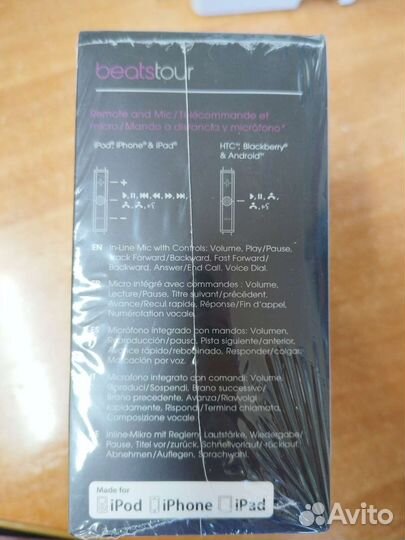 beatstour
Remote and Mic / Télécommande et
micro / Mando a distancia y micrófono*
iPod®, iPhone® & iPad®
HTC®, Blackberry®
& Android™
EN In-Line Mic with Controls: Volume, Play/Pause,
Track Forward/Backward, Fast Forward/
Backward, Answer/End Call, Voice Dial.
FR Micro intégré avec commandes : Volume,
Lecture/Pause, Titre suivant/précédent,
Avance/Recul rapide, Réponse/Fin d'appel,
Numérotation vocale.
ES Micrófono Integrado con mandos: Volumen,
Reproducción/pausa, Pista siguiente/anterior,
Avance rápido/rebobinado, Responder/colgar,
Marcación por voz.
IT Microfono integrato con comandi: Volume,
Riproduci/Sospendi, Brano successivo/
Brano precedente, Avanza/Riavvolgi
rapidamente, Rispondi/Termind chiamata,
Composizione vocale.
DE Inline-Mikro mit Reglern, Lautstärke, Wiedergabe/
Pause, Titel vor/zurück, Schnellvorlauf/-rücklauf
Abnehmen/Auflegen, Sprachwahl.
Made for
iPod iPhone iPad
Avito